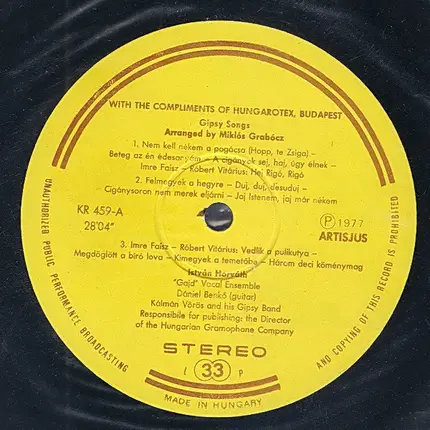 WITH THE COMPLIMENTS OF HUNGAROTEX, BUDAPEST
Gipsy Songs
Arranged by Miklós Grabócz
1. Nem kell nékem a pogácsa (Hopp, te Zsiga) –
Beteg az én édesanyám – A cigányok sej, haj, úgy élnek –
Imre Faisz – Róbert Vitárius: Hej Rigó, Rigó
2. Felmegyek a hegyre – Duj, duj, desuduj –
Cigánysoron nem merek eljárni – Jaj Istenem, jaj már nékem
KR 459-A
28'04"
Ⓟ 1977
ARTISJUS
3. Imre Faisz – Róbert Vitárius: Vedlik a pulikutya –
Megdöglött a bíró lova – Kimegyek a temetőbe – Három deci köménymag
István Horváth
"Gajd" Vocal Ensemble
Dániel Benkő (guitar)
Kálmán Vörös and his Gipsy Band
Responsibile for publishing: the Director
of the Hungarian Gramophone Company
STEREO
33
P
MADE IN HUNGARY
UNAUTHORIZED PUBLIC PERFORMANCE BROADCASTING AND COPYING OF THIS RECORD IS PROHIBITED